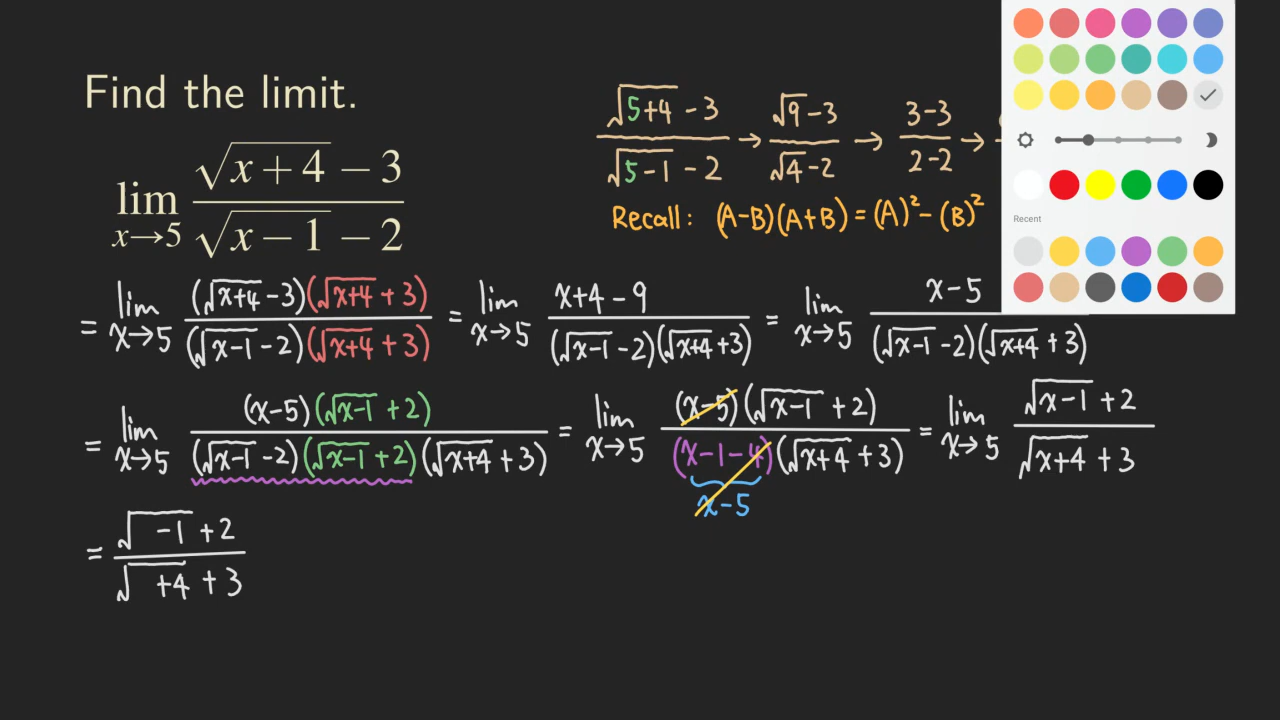 Find the limit.
lim x→5 (√(x+4) − 3)/(√(x−1) − 2)
(√(5+4) − 3)/(√(5−1) − 2) → (√9 − 3)/(√4 − 2) → (3−3)/(2−2) →
Recall: (A−B)(A+B) = (A)² − (B)²
Recent
= lim x→5 ((√(x+4) − 3)(√(x+4) + 3))/((√(x−1) − 2)(√(x+4) + 3)) = lim x→5 (x+4−9)/((√(x−1) − 2)(√(x+4) + 3)) = lim x→5 (x−5)/((√(x−1) − 2)(√(x+4) + 3))
= lim x→5 ((x−5)(√(x−1) + 2))/((√(x−1) − 2)(√(x−1) + 2)(√(x+4) + 3)) = lim x→5 ((x−5)(√(x−1) + 2))/((x−1−4)(√(x+4) + 3)) = lim x→5 (√(x−1) + 2)/(√(x+4) + 3)
x−5
= (√( −1) + 2)/(√( +4) + 3)